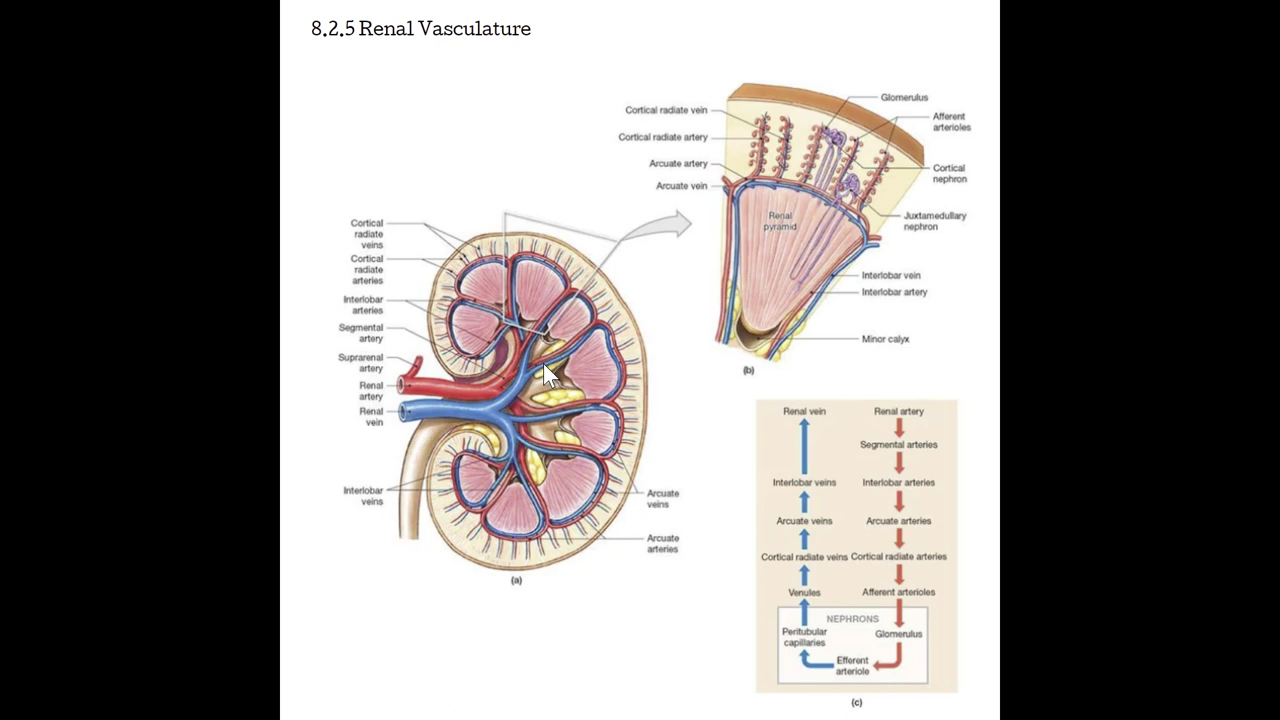 8.2.5 Renal Vasculature
Cortical
radiate
veins
Cortical
radiate
arteries
Interlobar
arteries
Segmental
artery
Suprarenal
artery
Renal
artery
Renal
vein
Interlobar
veins
Arcuate
veins
Arcuate
arteries
(a)
Cortical radiate vein
Cortical radiate artery
Arcuate artery
Arcuate vein
Glomerulus
Afferent
arterioles
Cortical
nephron
Juxtamedullary
nephron
Renal
pyramid
Interlobar vein
Interlobar artery
Minor calyx
(b)
Renal vein Renal artery
Segmental arteries
Interlobar veins Interlobar arteries
Arcuate veins Arcuate arteries
Cortical radiate veins Cortical radiate arteries
Venules Afferent arterioles
NEPHRONS
Peritubular
capillaries
Glomerulus
Efferent
arteriole
(c)